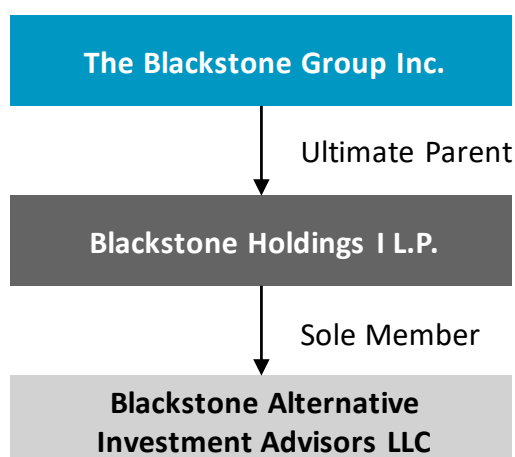 The Blackstone Group Inc.
Ultimate Parent
Blackstone Holdings I L.P.
Sole Member
Blackstone Alternative
Investment Advisors LLC